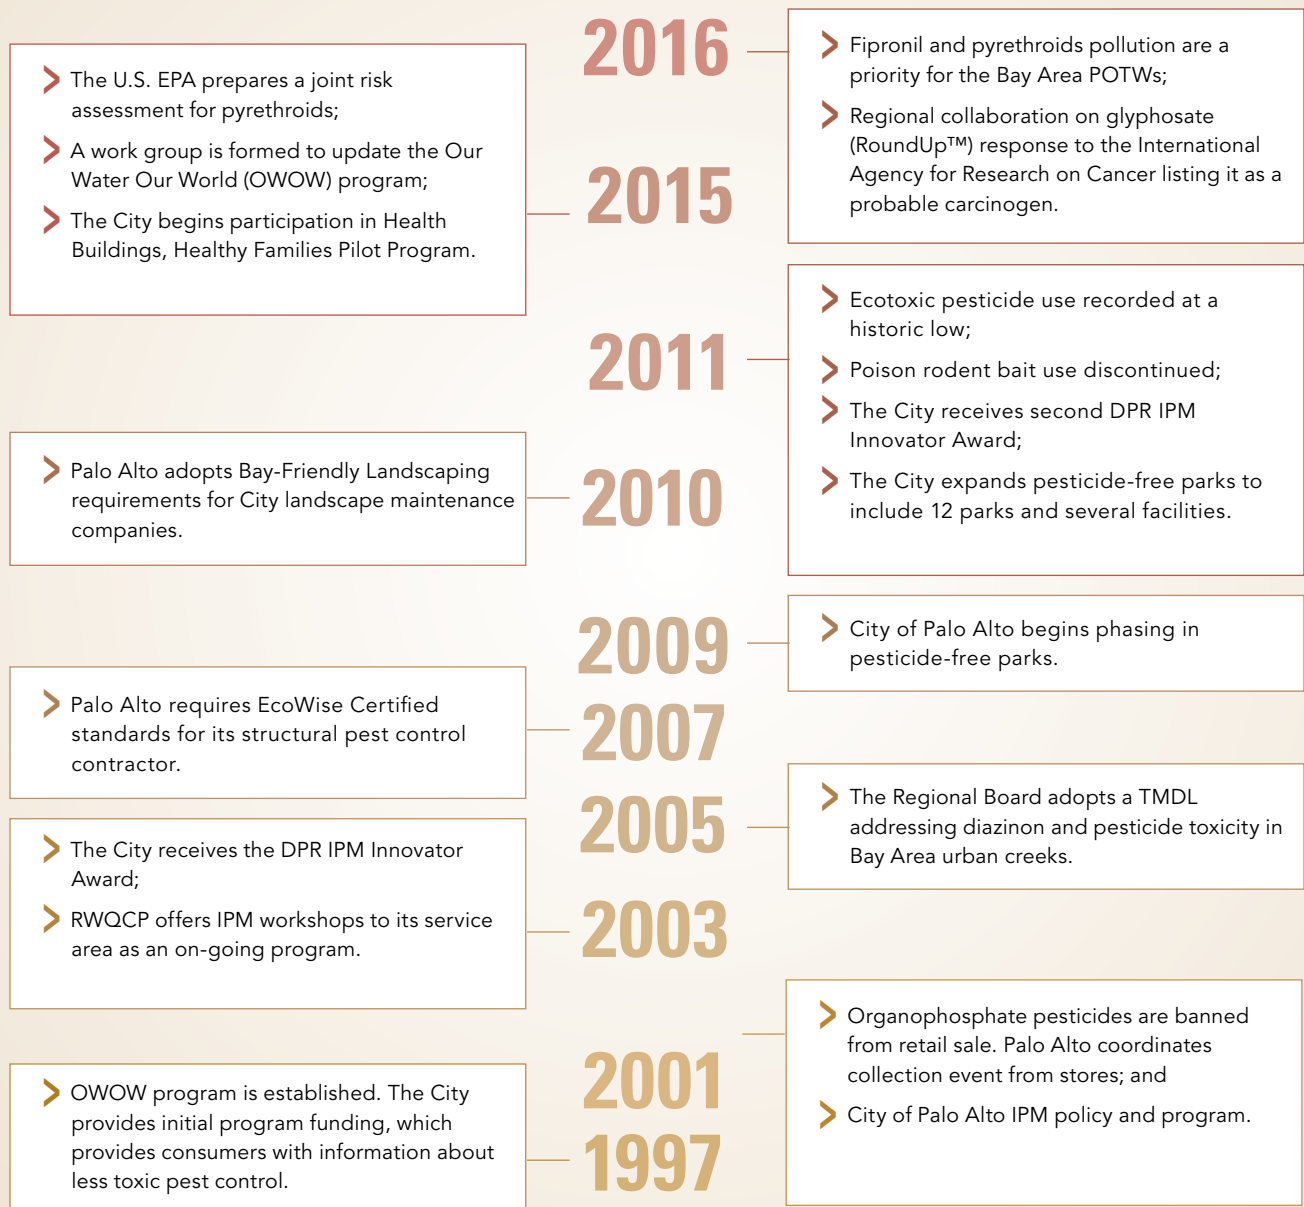 2016
Fipronil and pyrethroids pollution are a
priority for the Bay Area POTWs;
Regional collaboration on glyphosate
(RoundUp™) response to the International
Agency for Research on Cancer listing it as a
probable carcinogen.
The U.S. EPA prepares a joint risk
assessment for pyrethroids;
A work group is formed to update the Our
Water Our World (OWOW) program;
The City begins participation in Health
Buildings, Healthy Families Pilot Program.
2015
2011
Ecotoxic pesticide use recorded at a
historic low;
Poison rodent bait use discontinued;
The City receives second DPR IPM
Innovator Award;
The City expands pesticide-free parks to
include 12 parks and several facilities.
Palo Alto adopts Bay-Friendly Landscaping
requirements for City landscape maintenance
companies.
2010
2009
City of Palo Alto begins phasing in
pesticide-free parks.
Palo Alto requires EcoWise Certified
standards for its structural pest control
contractor.
2007
2005
The Regional Board adopts a TMDL
addressing diazinon and pesticide toxicity in
Bay Area urban creeks.
The City receives the DPR IPM Innovator
Award;
RWQCP offers IPM workshops to its service
area as an on-going program.
2003
2001
Organophosphate pesticides are banned
from retail sale. Palo Alto coordinates
collection event from stores; and
City of Palo Alto IPM policy and program.
OWOW program is established. The City
provides initial program funding, which
provides consumers with information about
less toxic pest control.
1997